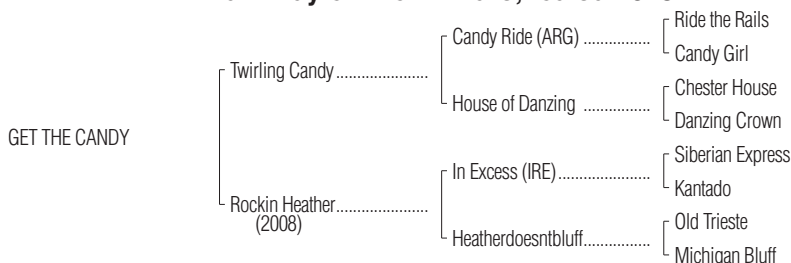 Ride the Rails
Candy Ride (ARG) ................
Candy Girl
Twirling Candy......................
Chester House
House of Danzing ................
Danzing Crown
GET THE CANDY
Siberian Express
In Excess (IRE)......................
Kantado
Rockin Heather......................
(2008)
Old Trieste
Heatherdoesntbluff................
Michigan Bluff